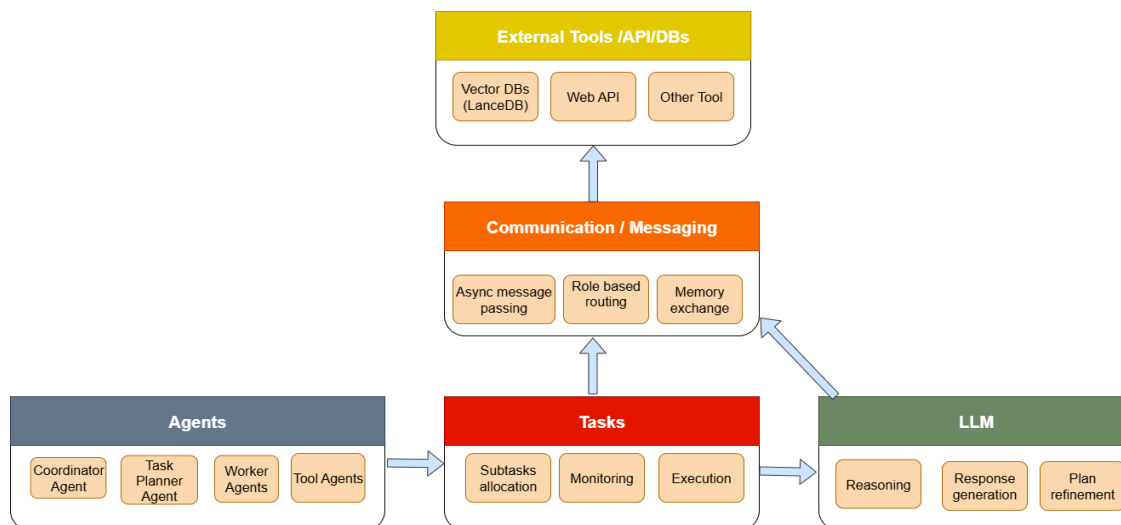 External Tools /API/DBs
Vector DBs
(LanceDB)
Web API
Other Tool
Communication / Messaging
Async message
passing
Role based
routing
Memory
exchange
Agents
Coordinator
Agent
Task
Planner
Agent
Worker
Agents
Tool Agents
Tasks
Subtasks
allocation
Monitoring
Execution
LLM
Reasoning
Response
generation
Plan
refinement